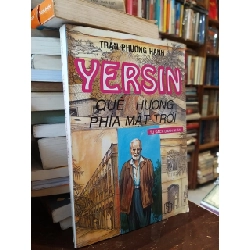 TRẦN PHƯƠNG HẠNH
YERSIN
QUÊ HƯƠNG
PHÍA MẶT TRỜI